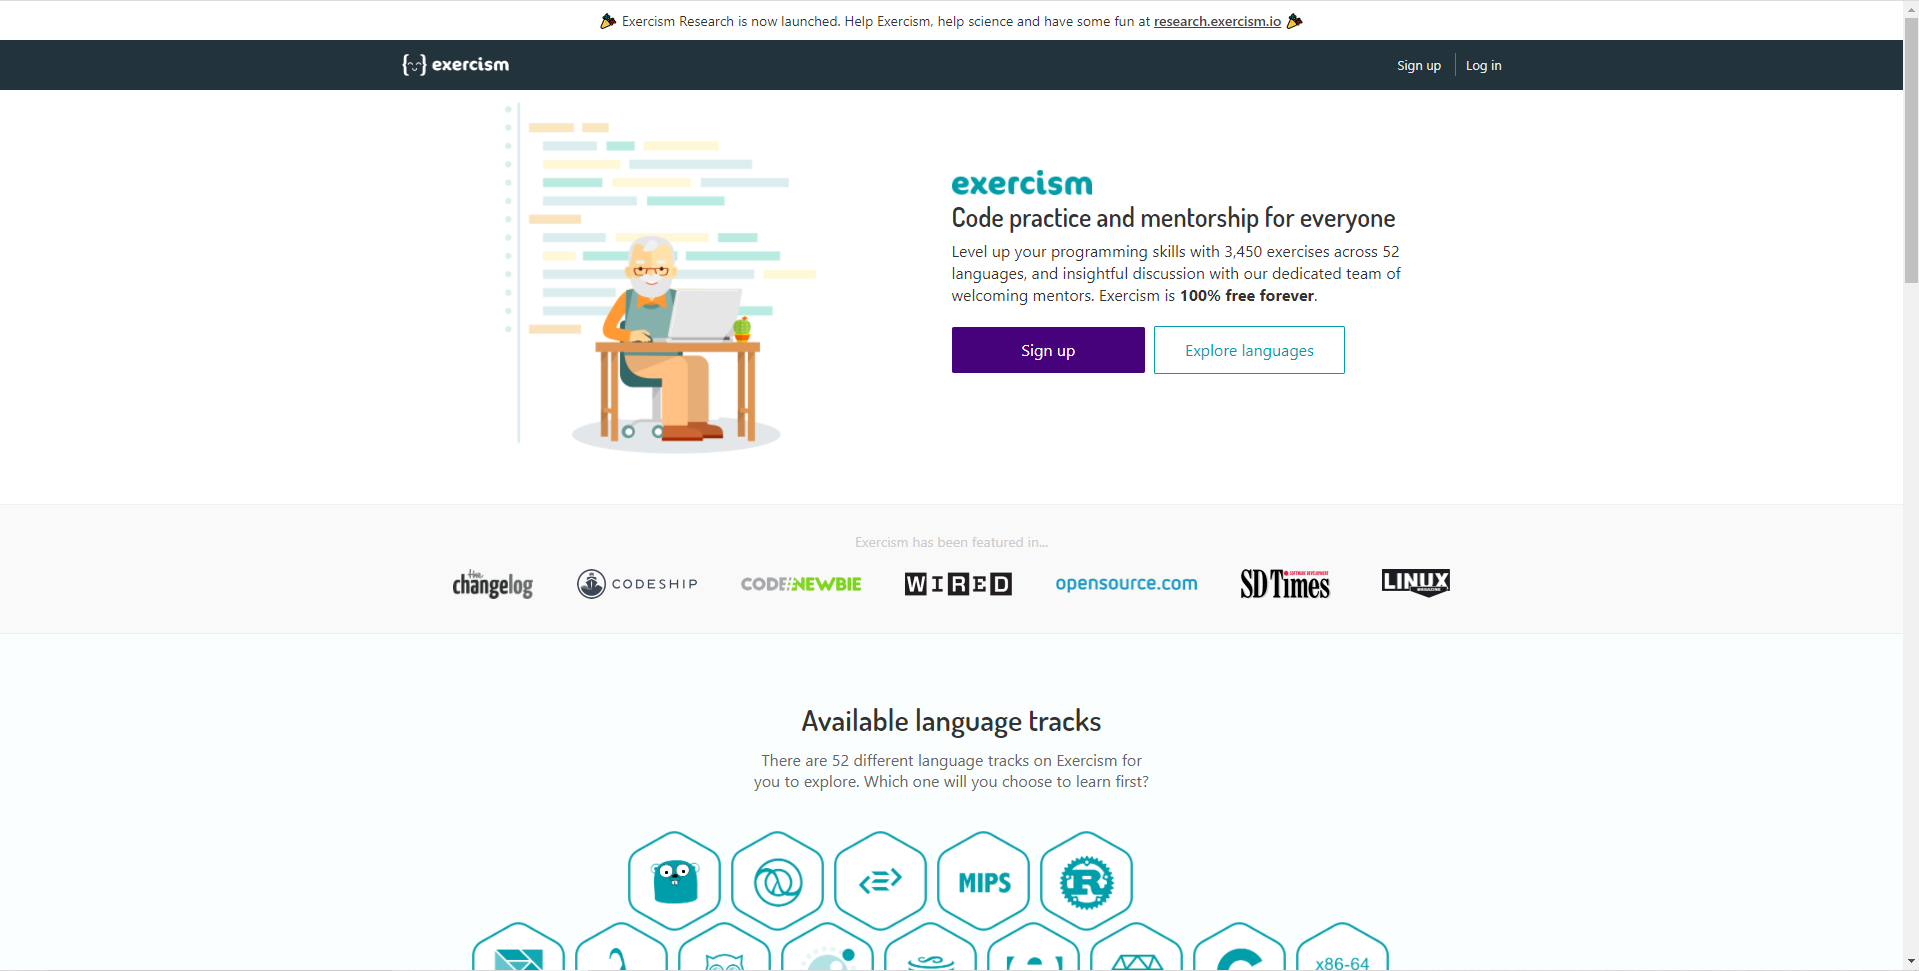 Exercism Research is now launched. Help Exercism, help science and have some fun at research.exercism.io
exercism
Sign up
Log in
exercism
Code practice and mentorship for everyone
Level up your programming skills with 3,450 exercises across 52
languages, and insightful discussion with our dedicated team of
welcoming mentors. Exercism is 100% free forever.
Sign up
Explore languages
Exercism has been featured in...
the changelog
CODESHIP
CODE#NEWBIE
WIRED
opensource.com
SOFTWARE DEVELOPMENT
SD Times
LINUX
MAGAZINE
Available language tracks
There are 52 different language tracks on Exercism for
you to explore. Which one will you choose to learn first?
MIPS
R
x86-64